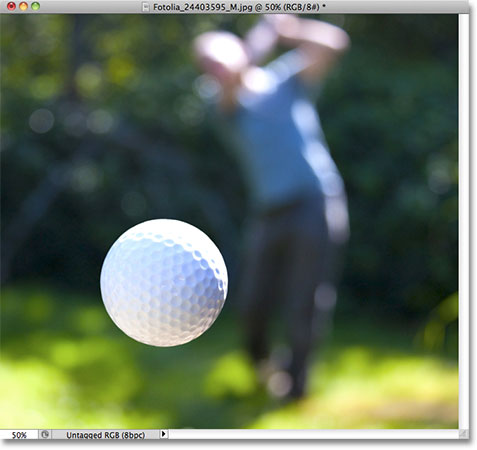 Fotolia_24403595_M.jpg @ 50% (RGB/8#) *
50% Untagged RGB (8bpc)